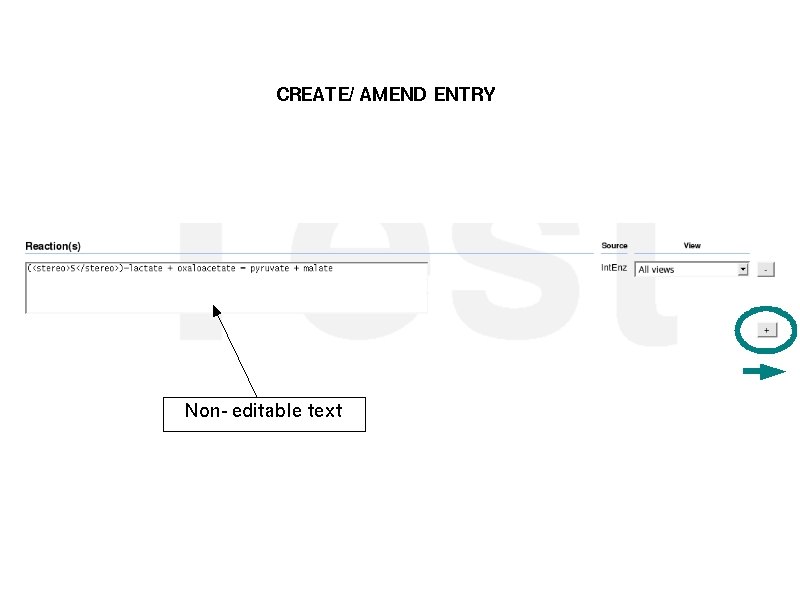 CREATE/ AMEND ENTRY
Test
Reaction(s) Source View
(<stereo>S</stereo>)-lactate + oxaloacetate = pyruvate + malate IntEnz All views -
+
Non- editable text